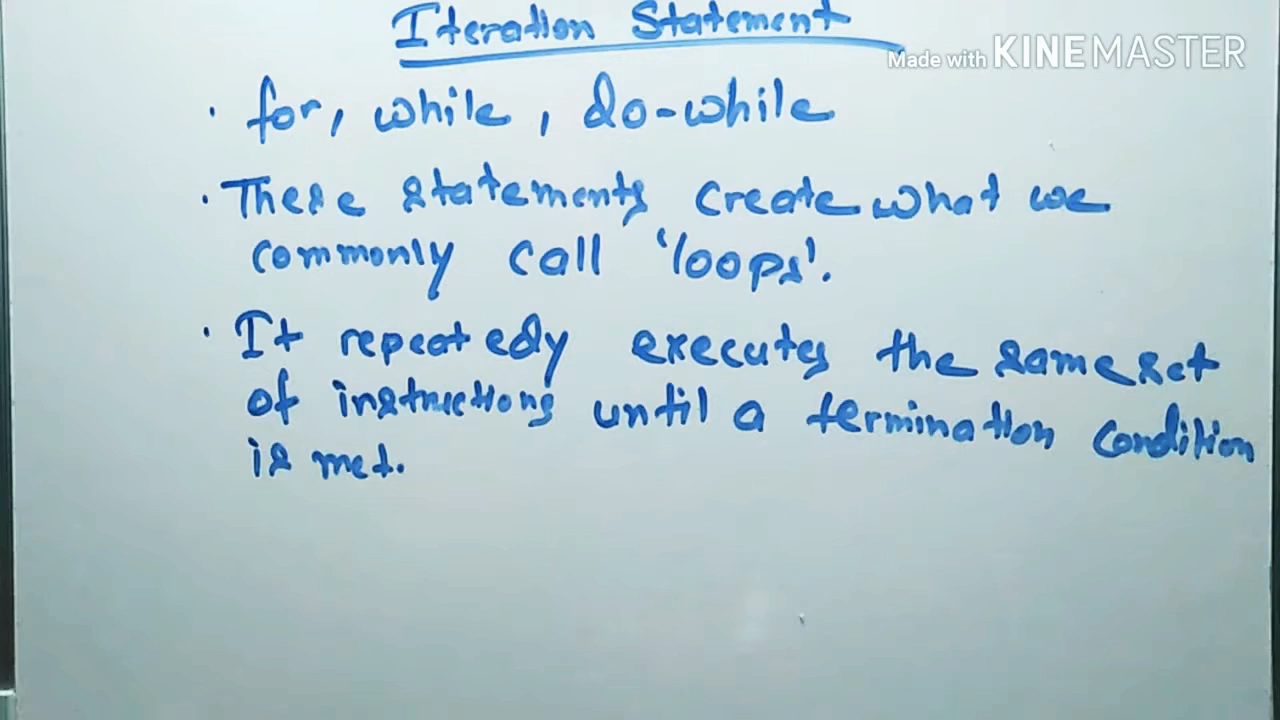 Iteration Statement
Made with KINEMASTER
· for, while, do-while
· These statements create what we
commonly call 'loops'.
· It repeatedy executes the same set
of instructions until a termination condition
is met.